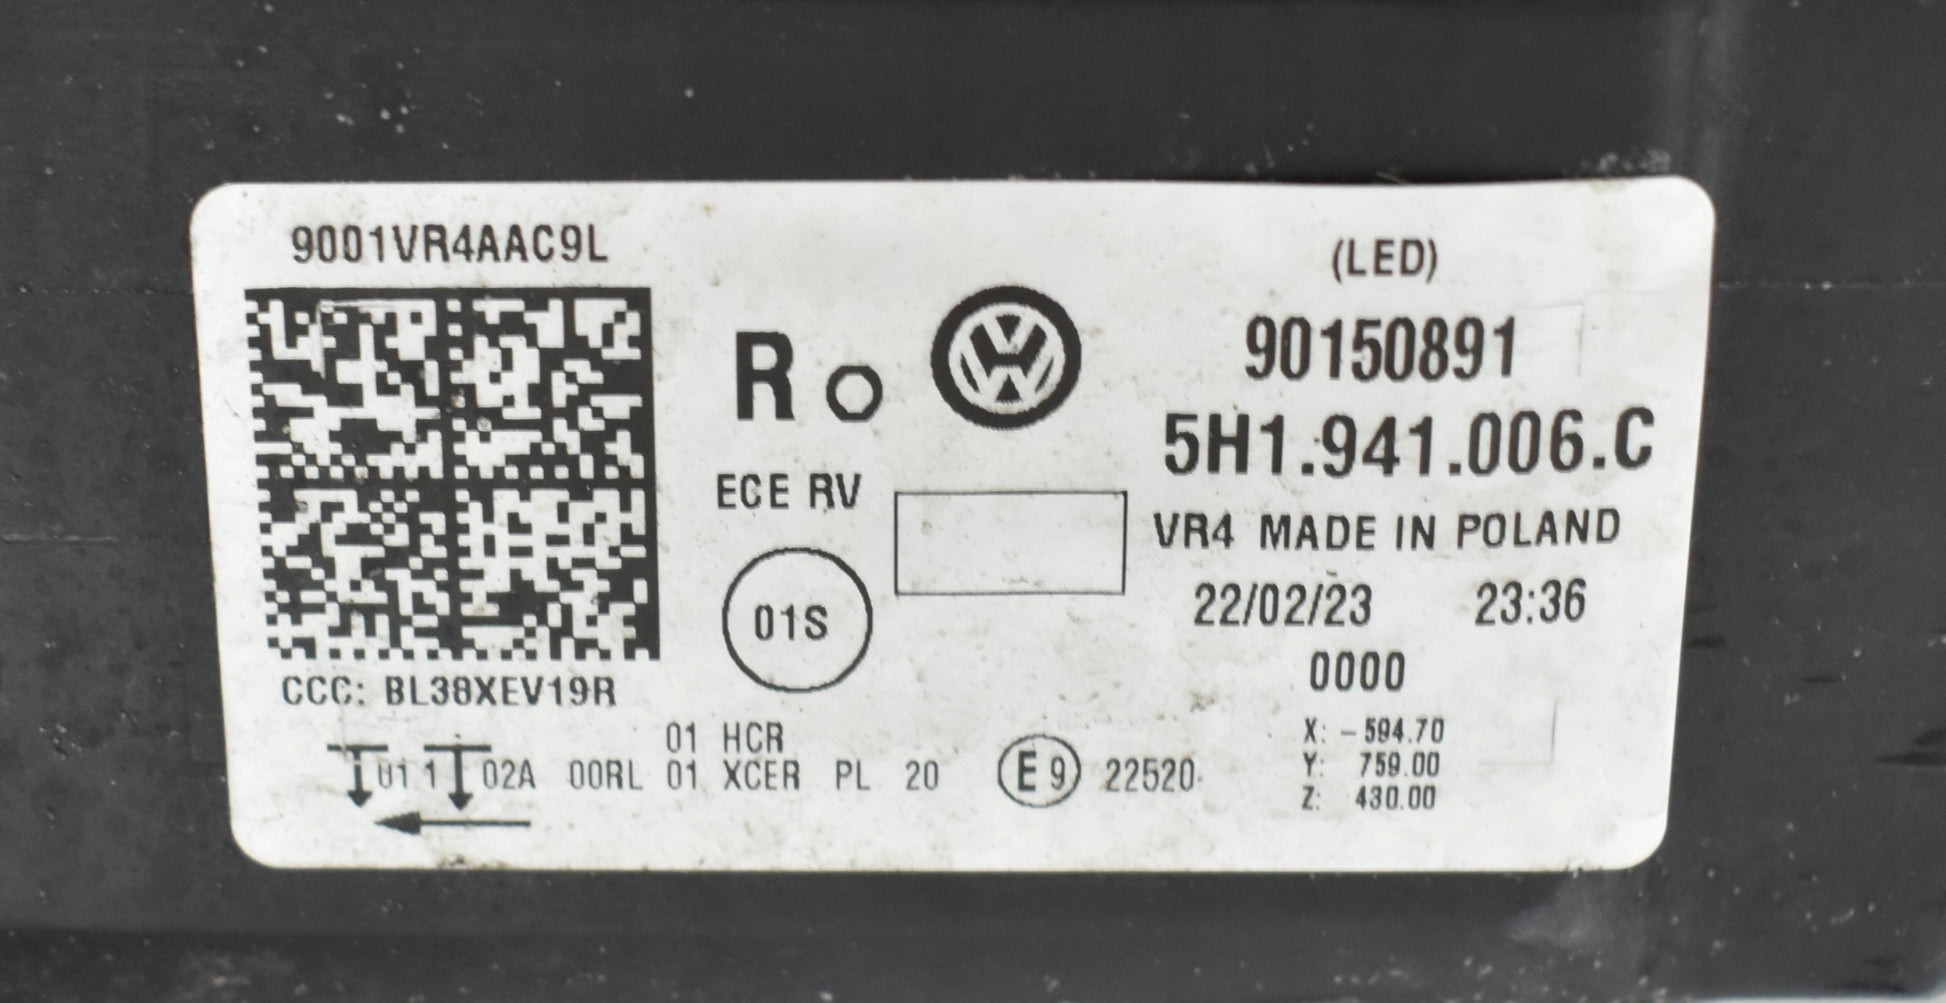 9001VR4AAC9L
(LED)
R
90150891
5H1.941.006.C
ECE RV
VR4 MADE IN POLAND
22/02/23 23:36
01S
0000
CCC: BL38XEV19R
01 HCR
01 1 02A 00RL 01 XCER PL 20 E9 22520
X: -594.70
Y: 759.00
Z: 430.00